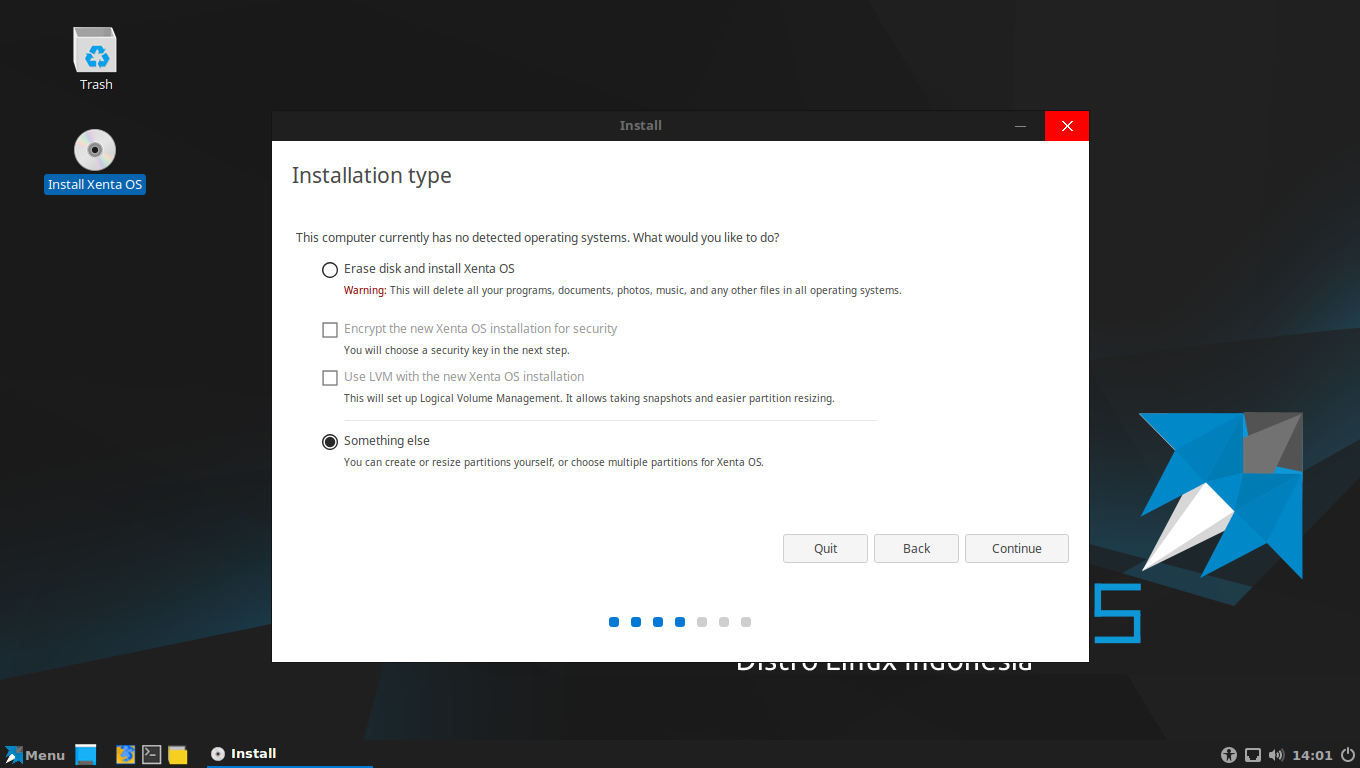 Trash
Install Xenta OS
Install
Installation type
This computer currently has no detected operating systems. What would you like to do?
Erase disk and install Xenta OS
Warning: This will delete all your programs, documents, photos, music, and any other files in all operating systems.
Encrypt the new Xenta OS installation for security
You will choose a security key in the next step.
Use LVM with the new Xenta OS installation
This will set up Logical Volume Management. It allows taking snapshots and easier partition resizing.
Something else
You can create or resize partitions yourself, or choose multiple partitions for Xenta OS.
Quit
Back
Continue
S
Distro Linux Indonesia
Menu
Install
14:01